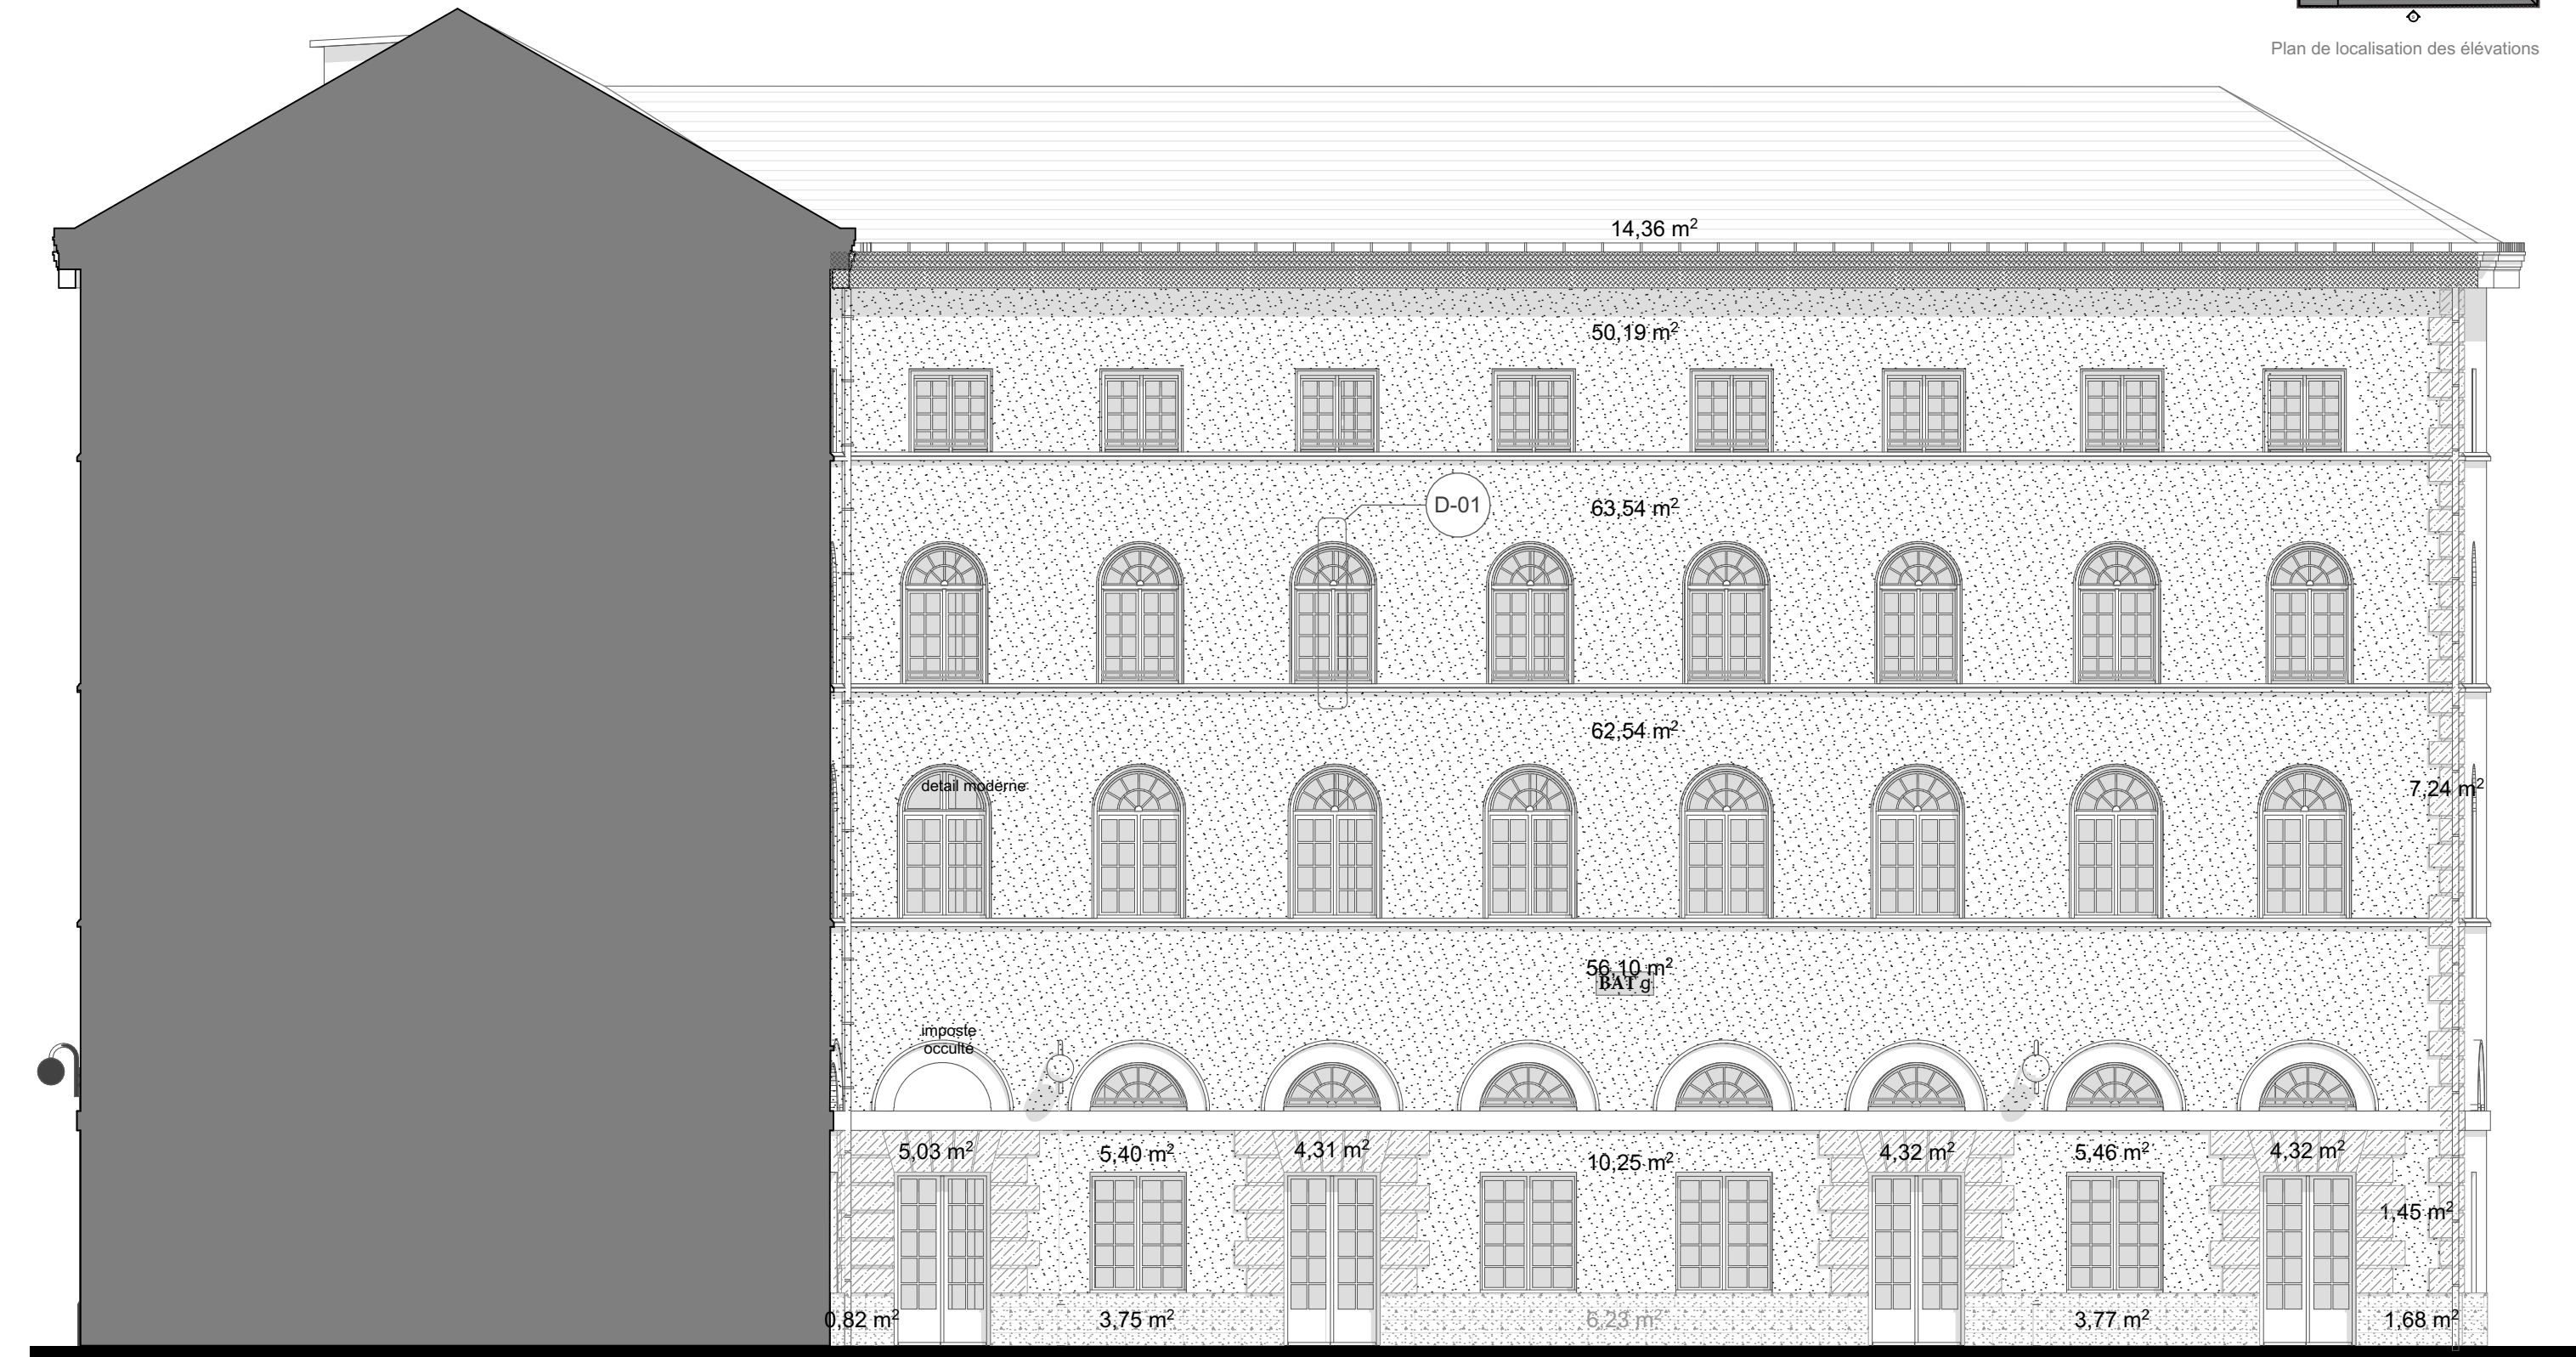 Plan de localisation des élévations
14,36 m²
50,19 m²
D-01
63,54 m²
62,54 m²
detail moderne
7,24 m²
56,10 m²
BAT g
imposte
occulté
5,03 m²
5,40 m²
4,31 m²
10,25 m²
4,32 m²
5,46 m²
4,32 m²
1,45 m²
0,82 m²
3,75 m²
6,23 m²
3,77 m²
1,68 m²